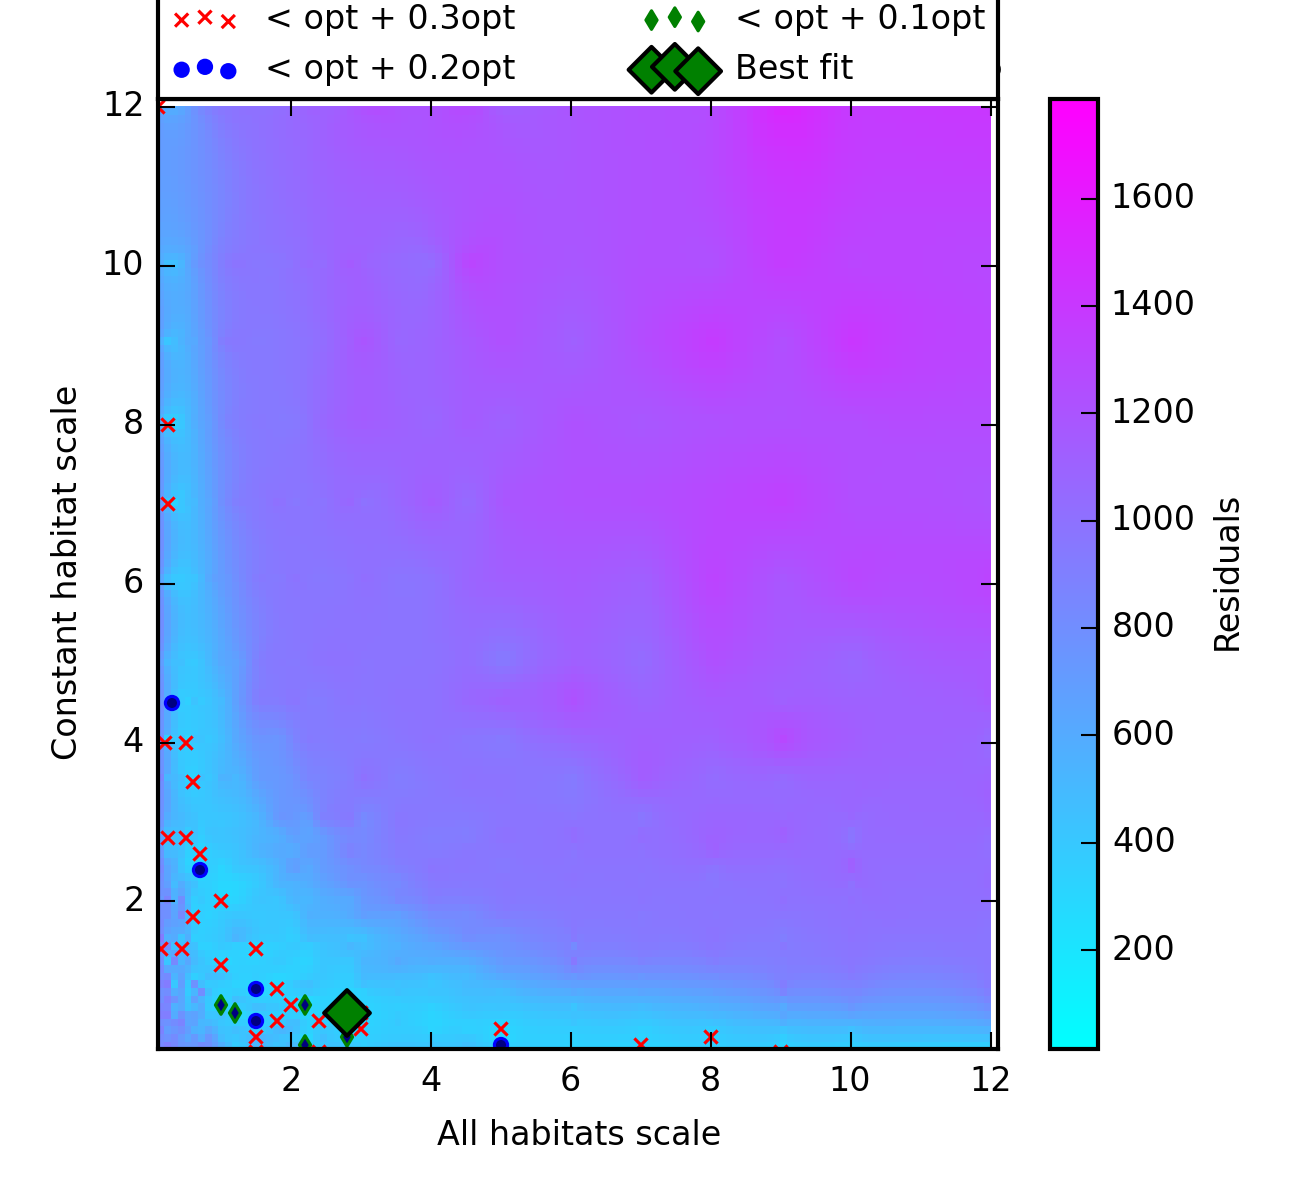 < opt + 0.3opt
< opt + 0.1opt
< opt + 0.2opt
Best fit
12
10
8
6
4
2
Constant habitat scale
2
4
6
8
10
12
All habitats scale
1600
1400
1200
1000
800
600
400
200
Residuals